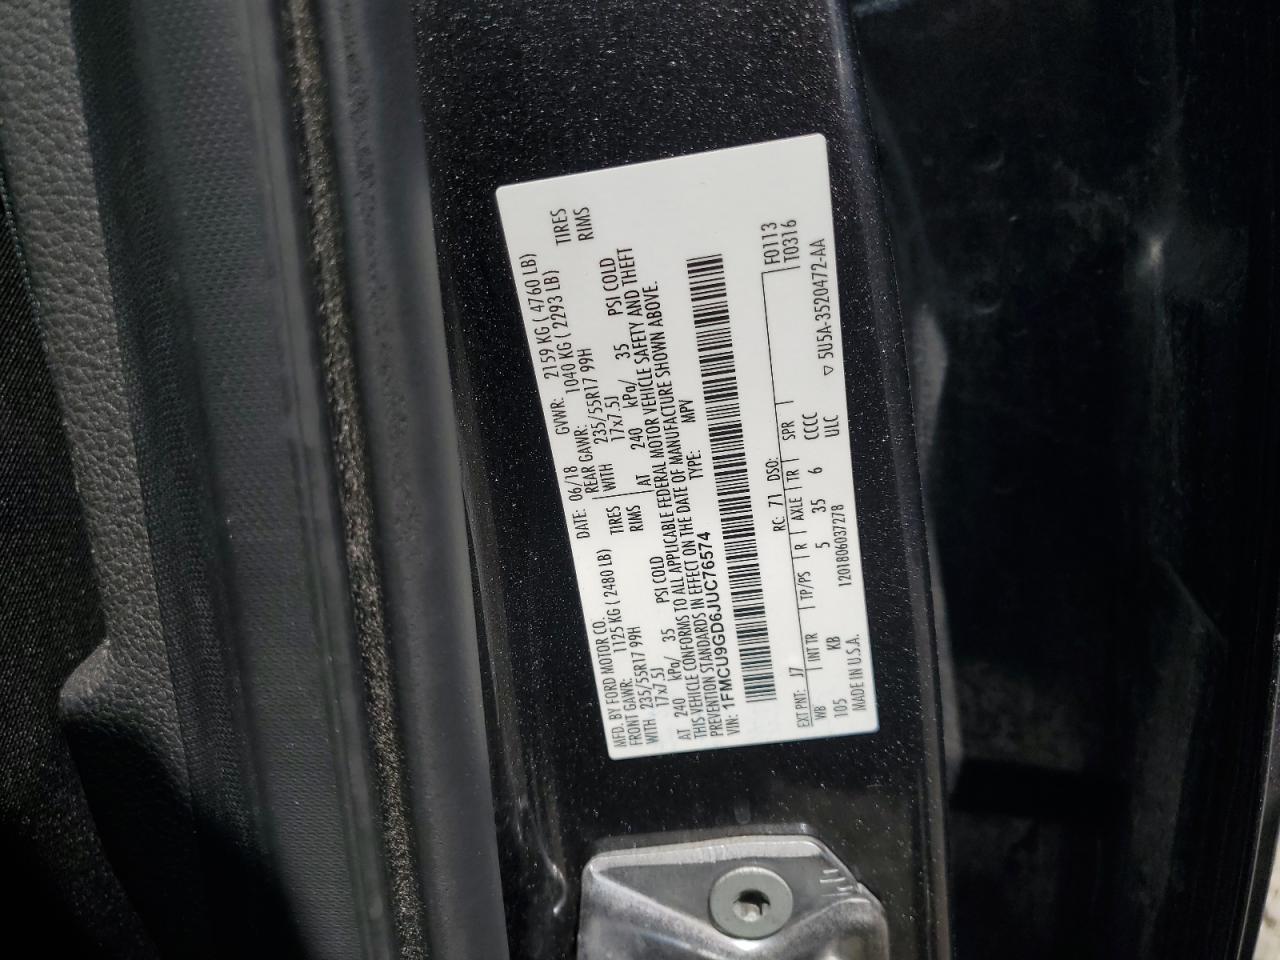 MFD. BY FORD MOTOR CO. DATE: 06/18 GVWR: 2159 KG ( 4760 LB)
FRONT GAWR: 1125 KG ( 2480 LB) REAR GAWR: 1040 KG ( 2293 LB)
WITH 235/55R17 99H TIRES WITH 235/55R17 99H TIRES
17x7.5J RIMS 17x7.5J RIMS
AT 240 kPa/ 35 PSI COLD AT 240 kPa/ 35 PSI COLD
THIS VEHICLE CONFORMS TO ALL APPLICABLE FEDERAL MOTOR VEHICLE SAFETY AND THEFT
PREVENTION STANDARDS IN EFFECT ON THE DATE OF MANUFACTURE SHOWN ABOVE.
VIN: 1FMCU9GD6JUC76574 TYPE: MPV
EXT PNT: J7 RC: 71 DSO: F0113
WB INT TR TP/PS R AXLE TR SPR T0316
105 KB 5 35 6 CCCC
MADE IN U.S.A. 120180603727​8 ULC
▽ 5U5A-3520472-AA